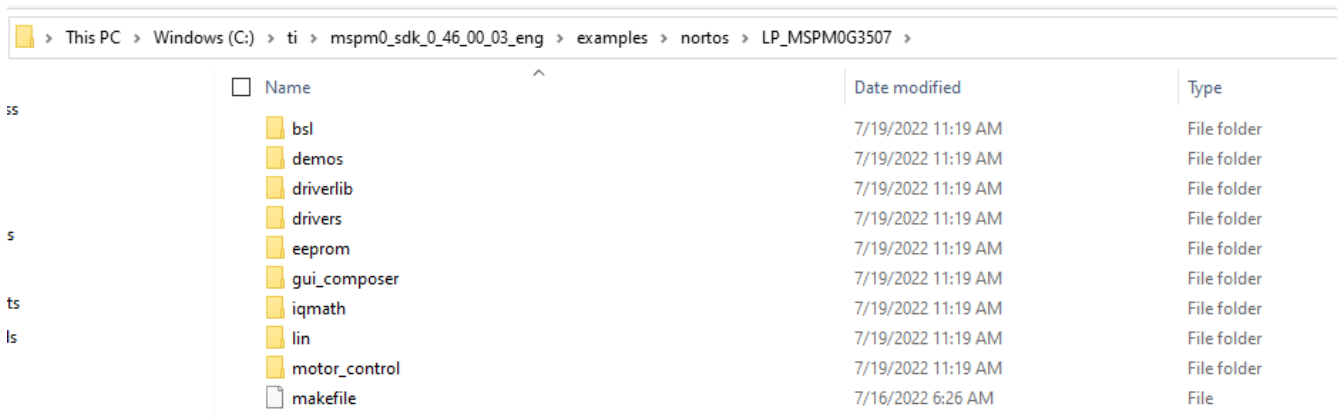 This PC > Windows (C:) > ti > mspm0_sdk_0_46_00_03_eng > examples > nortos > LP_MSPM0G3507 >
Name Date modified Type
ss
bsl 7/19/2022 11:19 AM File folder
demos 7/19/2022 11:19 AM File folder
driverlib 7/19/2022 11:19 AM File folder
drivers 7/19/2022 11:19 AM File folder
s
eeprom 7/19/2022 11:19 AM File folder
gui_composer 7/19/2022 11:19 AM File folder
ts
iqmath 7/19/2022 11:19 AM File folder
ls
lin 7/19/2022 11:19 AM File folder
motor_control 7/19/2022 11:19 AM File folder
makefile 7/16/2022 6:26 AM File